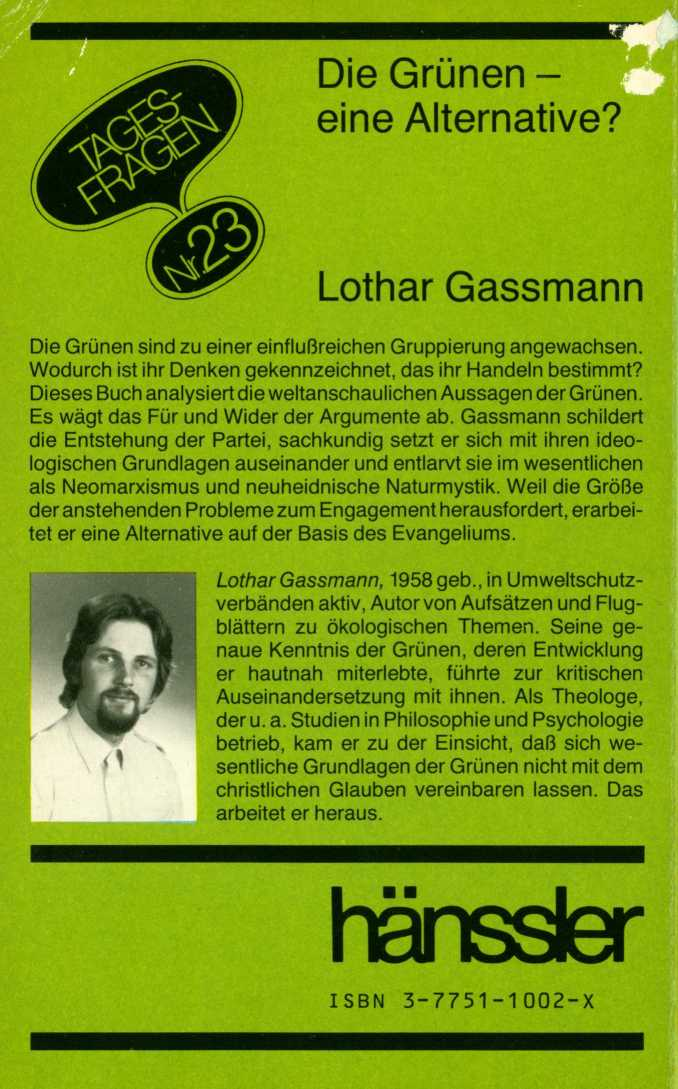 TAGES-
FRAGEN
Nr.23
Die Grünen –
eine Alternative?
Lothar Gassmann
Die Grünen sind zu einer einflußreichen Gruppierung angewachsen.
Wodurch ist ihr Denken gekennzeichnet, das ihr Handeln bestimmt?
Dieses Buch analysiert die weltanschaulichen Aussagen der Grünen.
Es wägt das Für und Wider der Argumente ab. Gassmann schildert
die Entstehung der Partei, sachkundig setzt er sich mit ihren ideo-
logischen Grundlagen auseinander und entlarvt sie im wesentlichen
als Neomarxismus und neuheidnische Naturmystik. Weil die Größe
der anstehenden Probleme zum Engagement herausfordert, erarbei-
tet er eine Alternative auf der Basis des Evangeliums.
Lothar Gassmann, 1958 geb., in Umweltschutz-
verbänden aktiv, Autor von Aufsätzen und Flug-
blättern zu ökologischen Themen. Seine ge-
naue Kenntnis der Grünen, deren Entwicklung
er hautnah miterlebte, führte zur kritischen
Auseinandersetzung mit ihnen. Als Theologe,
der u. a. Studien in Philosophie und Psychologie
betrieb, kam er zu der Einsicht, daß sich we-
sentliche Grundlagen der Grünen nicht mit dem
christlichen Glauben vereinbaren lassen. Das
arbeitet er heraus.
hänssler
ISBN 3-7751-1002-X